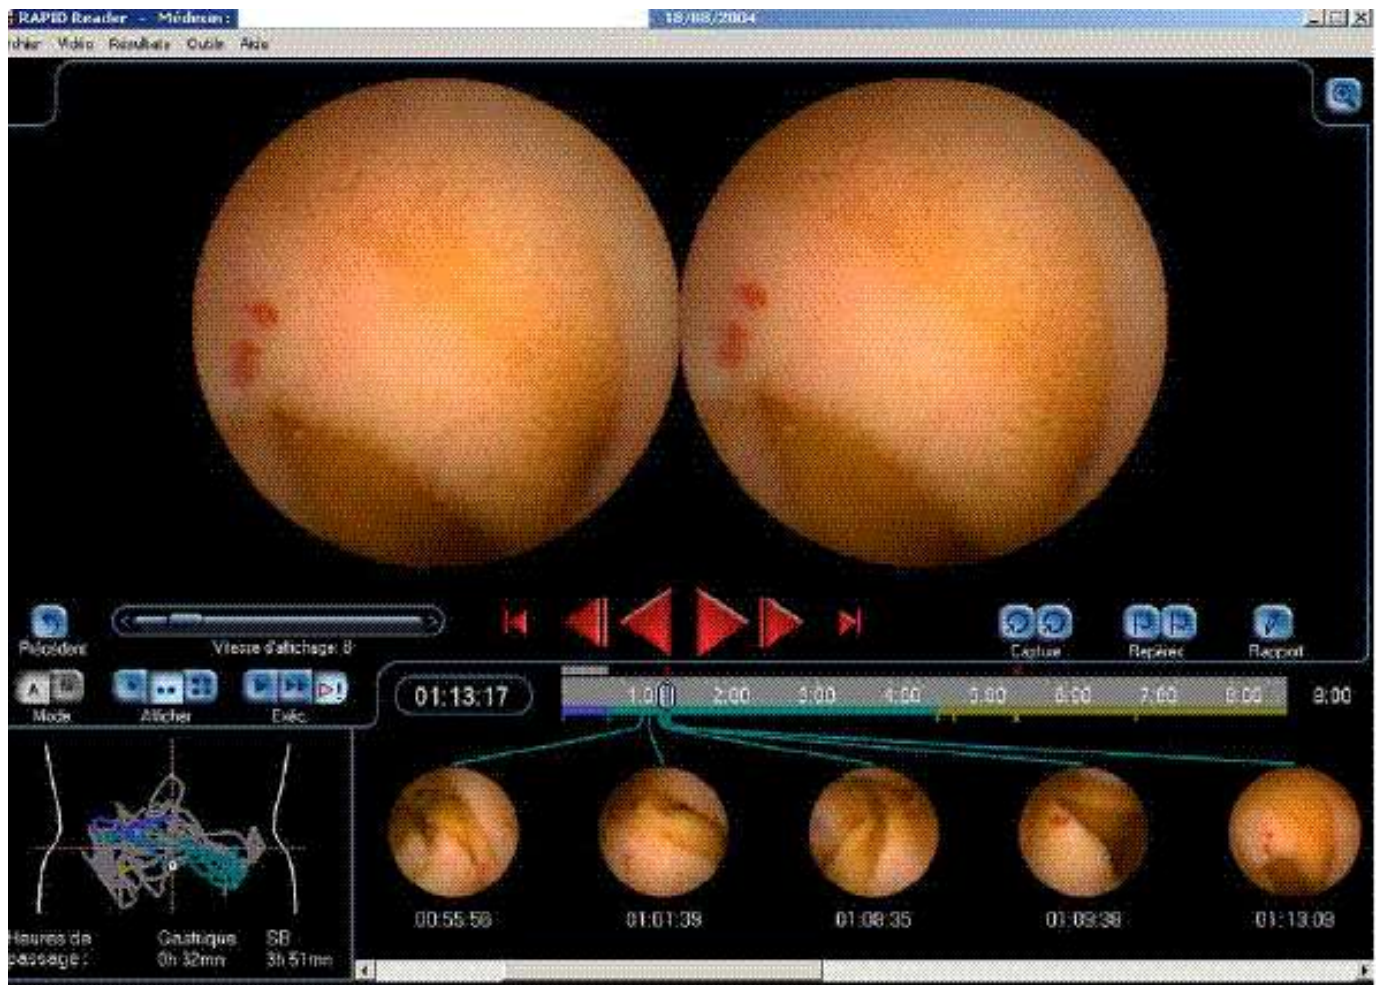 RAPID Reader - Médecin : 18/08/2004
Vidéo Résultats Outils Aide
Précédent
Vitesse d'affichage: 8
Capture
Repères
Rapport
Mode
Afficher
Exéc.
01:13:17
1:00 2:00 3:00 4:00 5:00 6:00 7:00 8:00 9:00
00:55:56 01:01:39 01:08:35 01:09:38 01:13:09
Heures de Gastrique SB
passage : 0h 32mn 3h 51mn